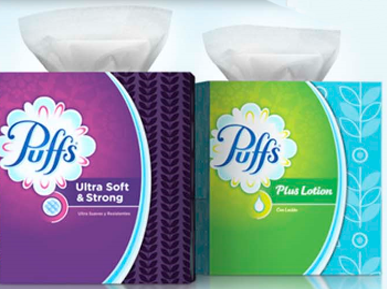 Puffs
Ultra Soft
& Strong
Ultra Suaves y Resistentes
Puffs
Plus Lotion
Con Loción